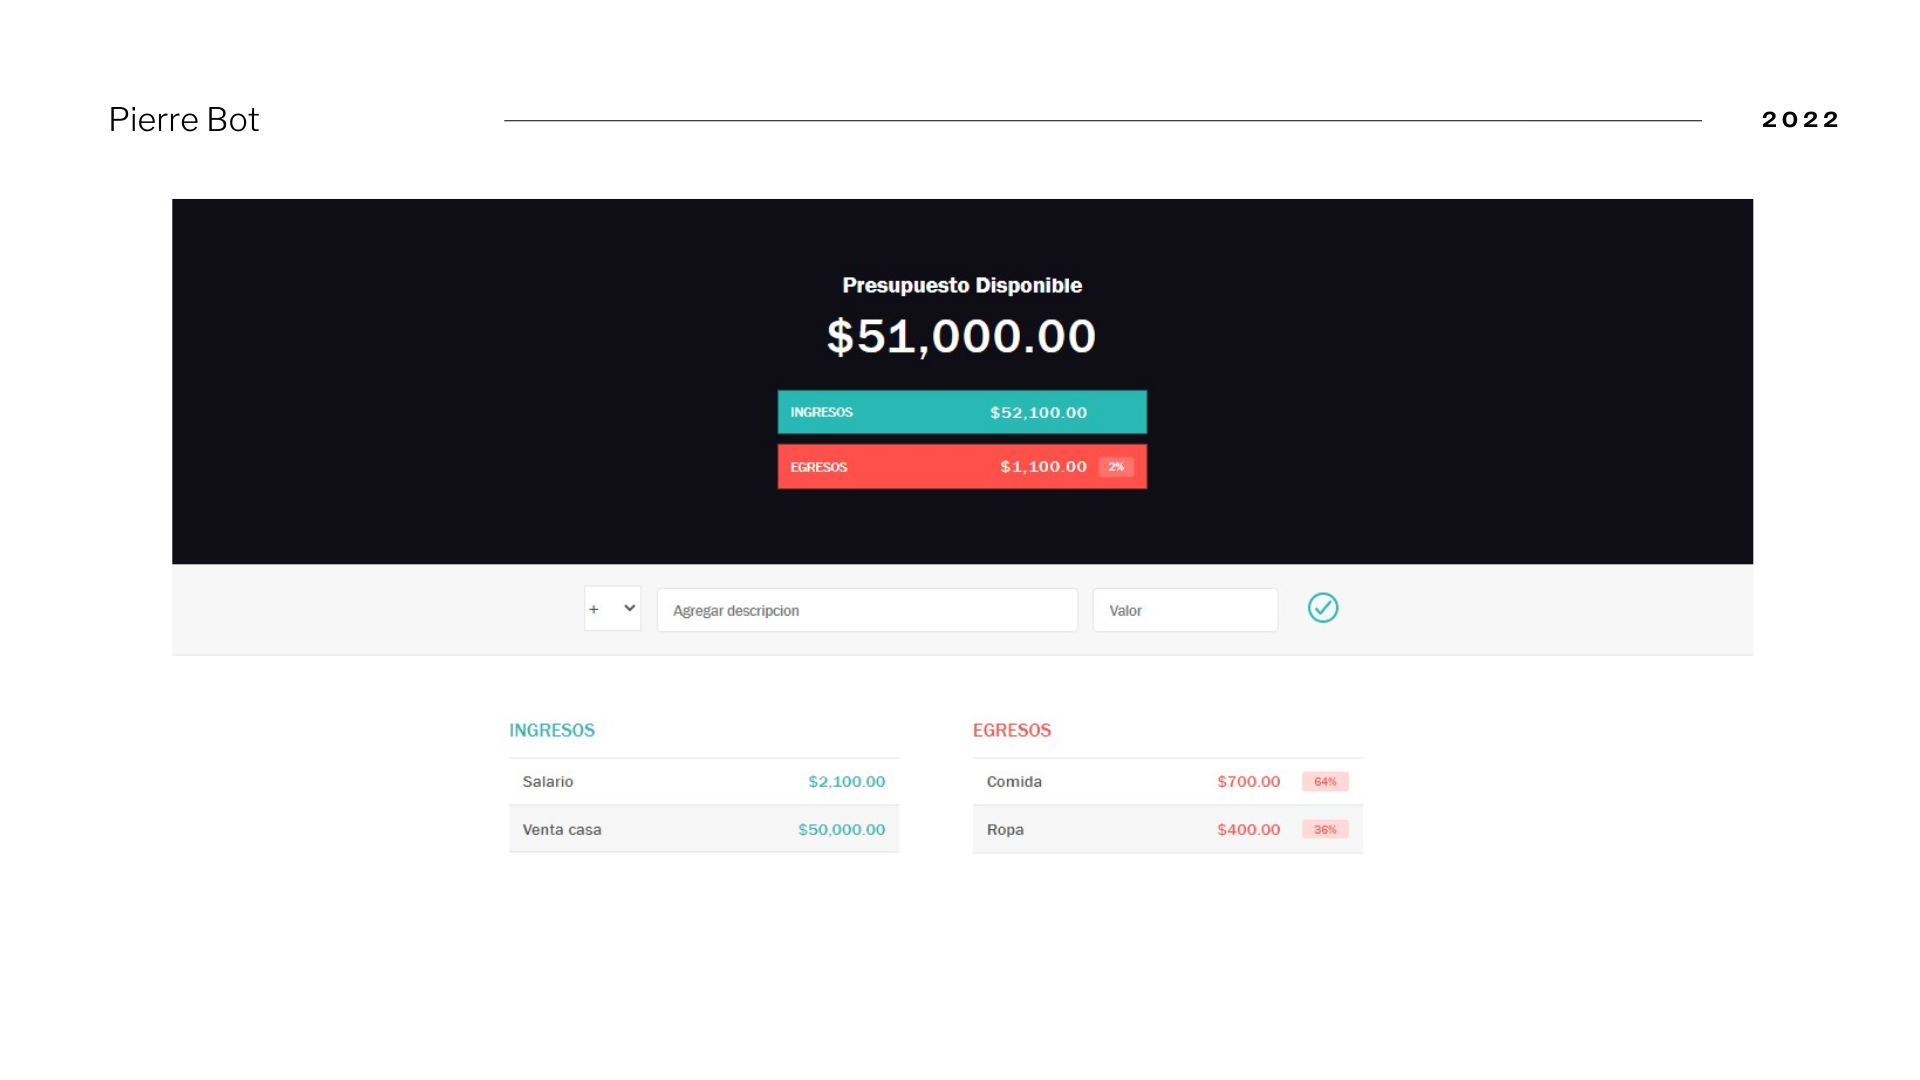 Pierre Bot
2022
Presupuesto Disponible
$51,000.00
INGRESOS $52,100.00
EGRESOS $1,100.00 2%
+ Agregar descripcion Valor
INGRESOS
Salario $2,100.00
Venta casa $50,000.00
EGRESOS
Comida $700.00 64%
Ropa $400.00 36%